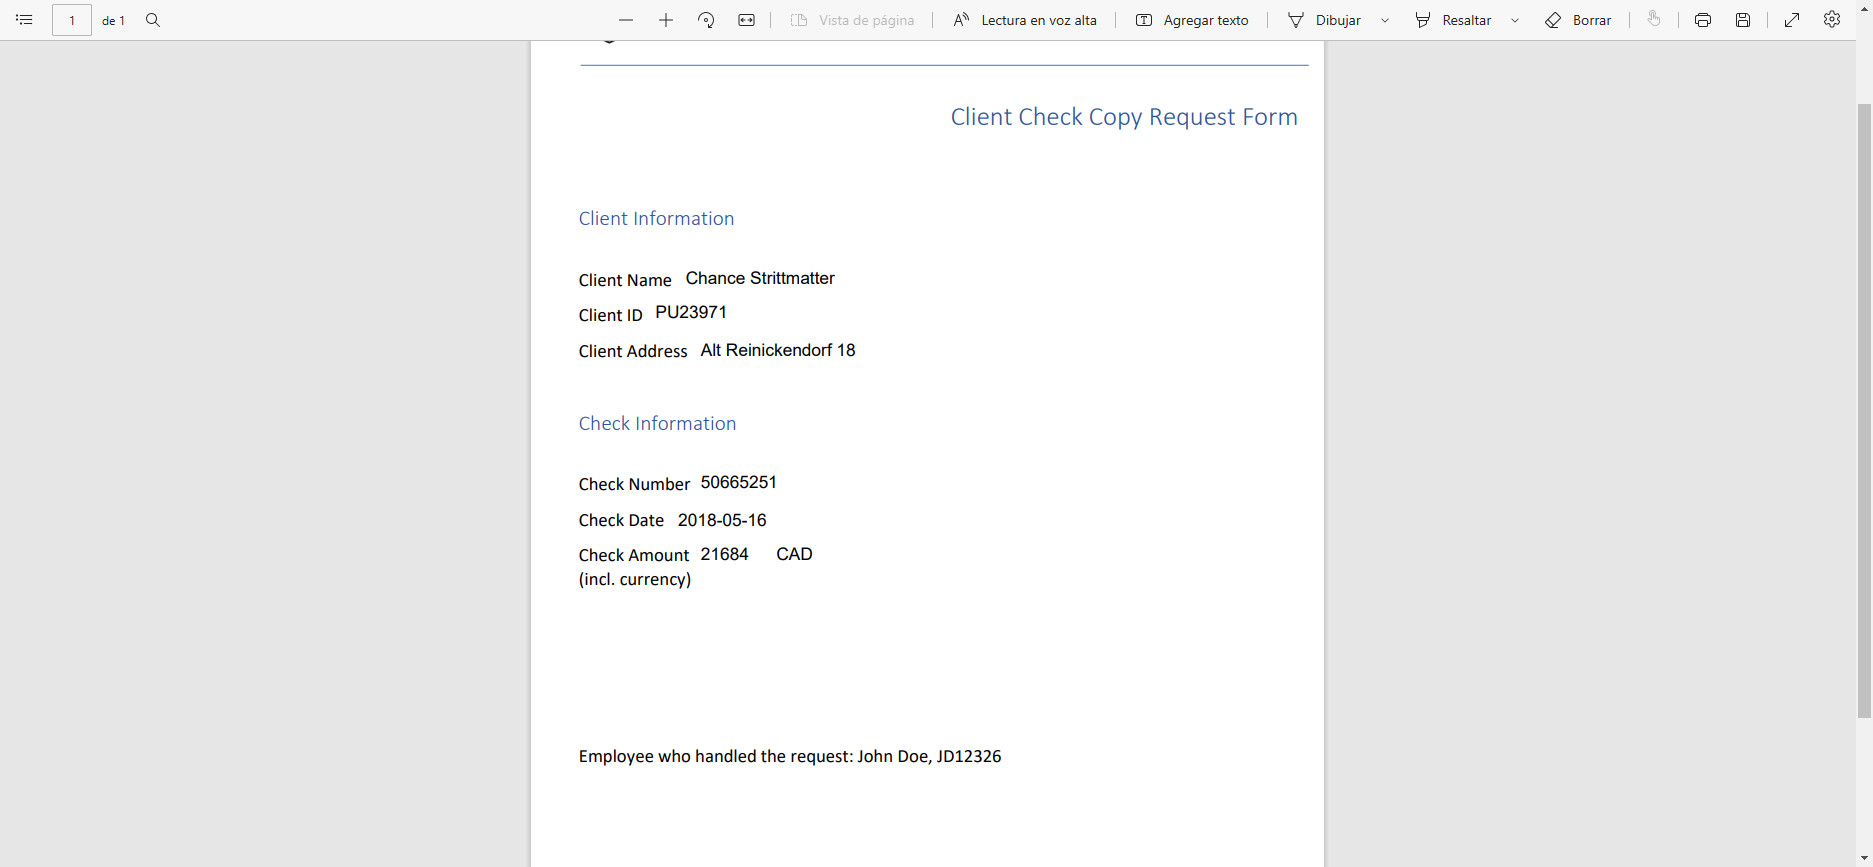 1 de 1 Vista de página Lectura en voz alta Agregar texto Dibujar Resaltar Borrar
Client Check Copy Request Form
Client Information
Client Name Chance Strittmatter
Client ID PU23971
Client Address Alt Reinickendorf 18
Check Information
Check Number 50665251
Check Date 2018-05-16
Check Amount 21684 CAD
(incl. currency)
Employee who handled the request: John Doe, JD12326